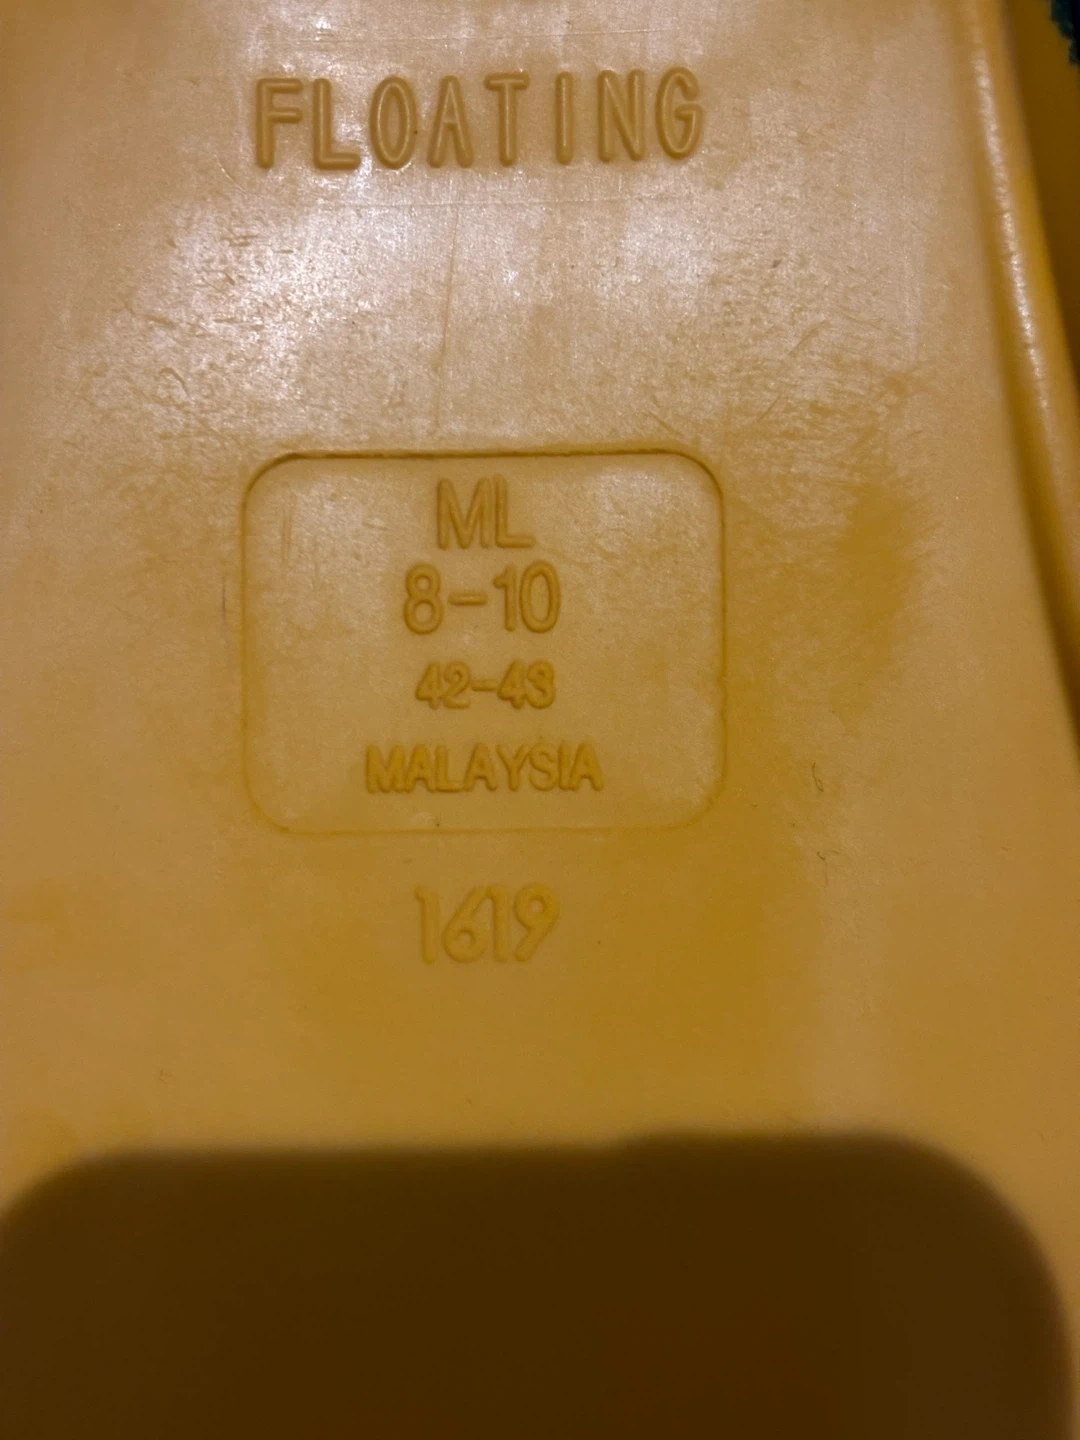 FLOATING
ML
8-10
42-43
MALAYSIA
1619